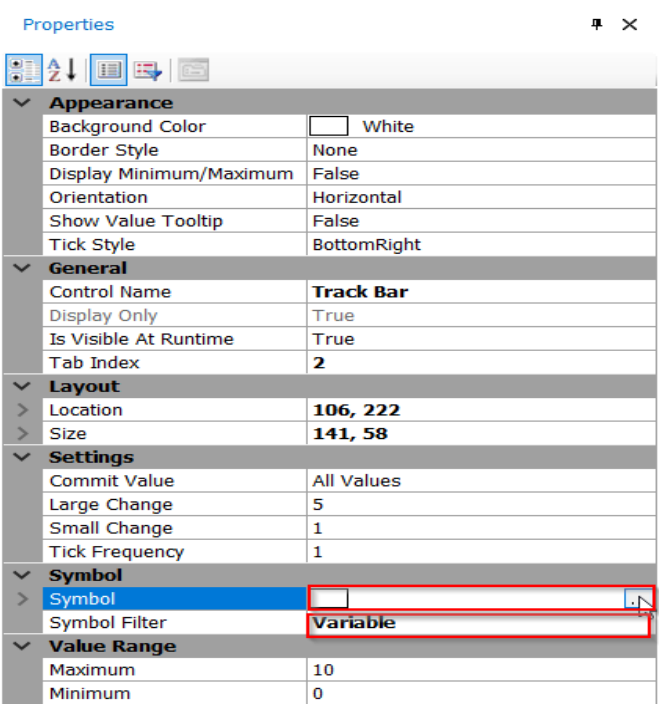 Properties
Appearance
Background Color White
Border Style None
Display Minimum/Maximum False
Orientation Horizontal
Show Value Tooltip False
Tick Style BottomRight
General
Control Name Track Bar
Display Only True
Is Visible At Runtime True
Tab Index 2
Layout
Location 106, 222
Size 141, 58
Settings
Commit Value All Values
Large Change 5
Small Change 1
Tick Frequency 1
Symbol
Symbol
Symbol Filter Variable
Value Range
Maximum 10
Minimum 0